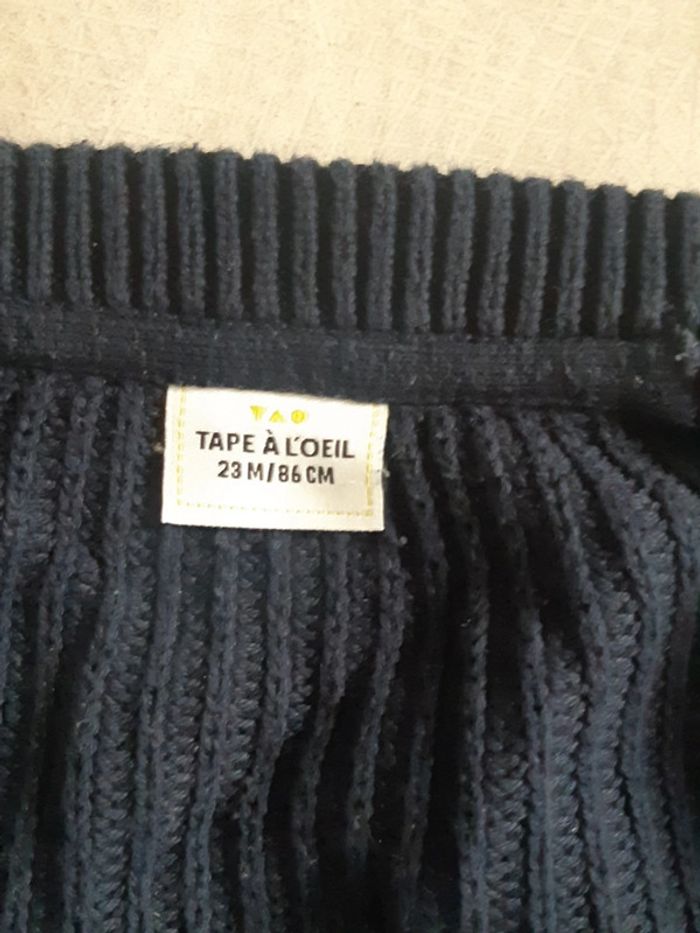 TAO
TAPE À L'OEIL
23 M/86 CM